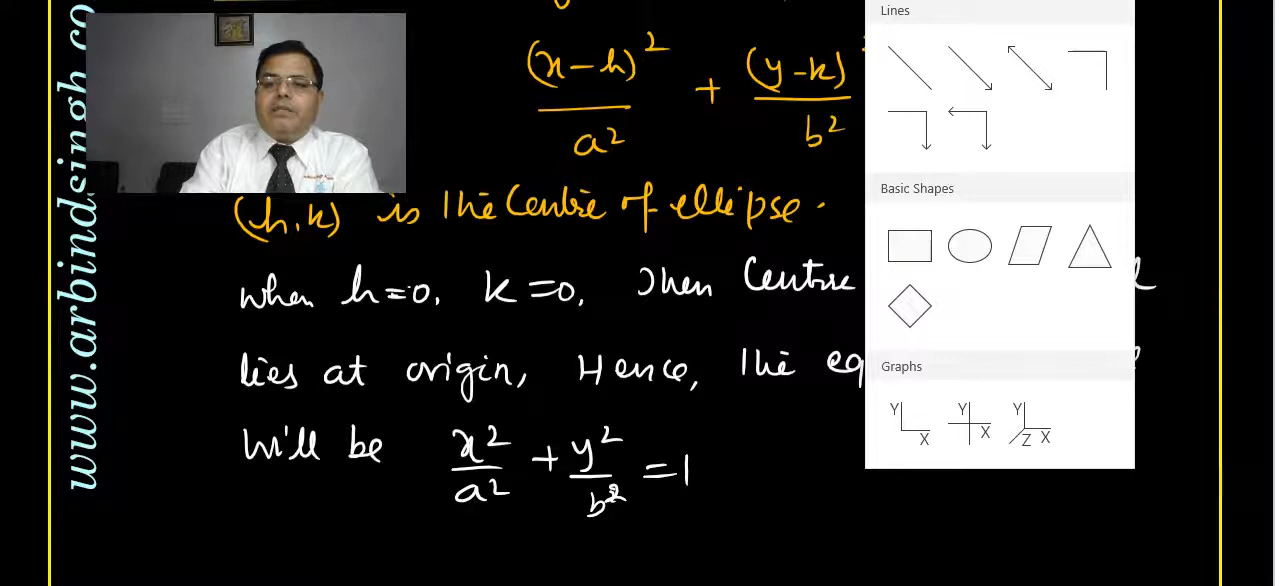 www.arbindsingh.co
(x-h)² / a² + (y-k) / b²
(h,k) is the Centre of ellipse.
when h=0, k=0, then Centre
lies at origin, Hence, the eq
will be x²/a² + y²/b² = 1
Lines
Basic Shapes
Graphs
Y X Y X Y Z X